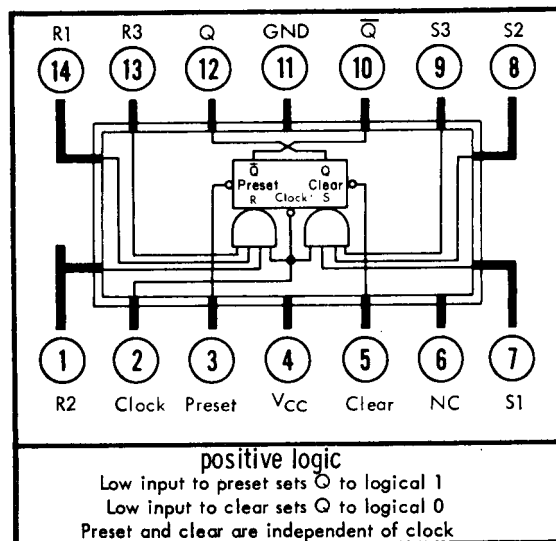 R1 R3 Q GND Q̅ S3 S2
14 13 12 11 10 9 8
Q̅ Q
Preset Clear
R Clock S
1 2 3 4 5 6 7
R2 Clock Preset VCC Clear NC S1
positive logic
Low input to preset sets Q to logical 1
Low input to clear sets Q to logical 0
Preset and clear are independent of clock